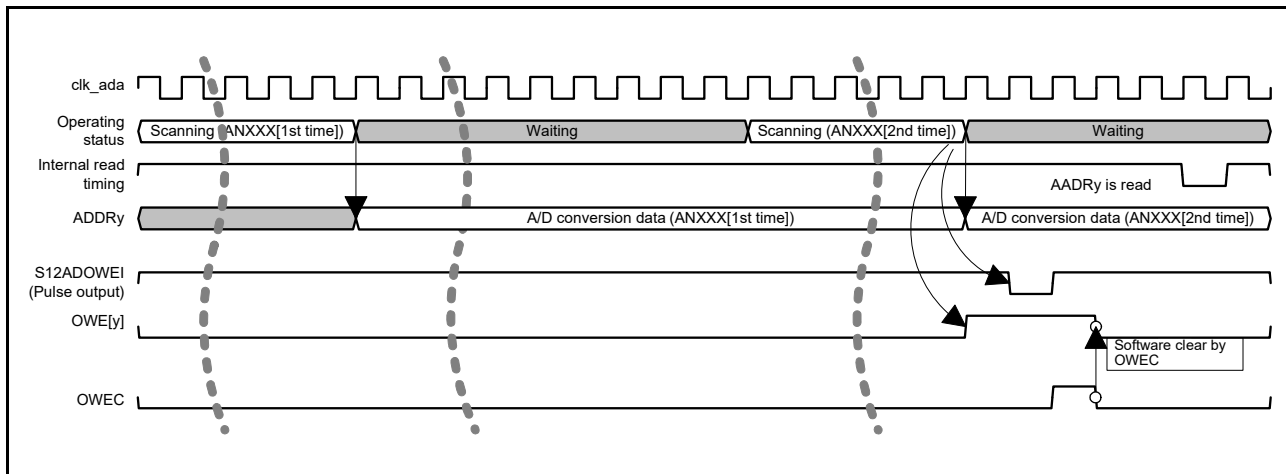 clk_ada
Operating
status
Scanning (ANXXX[1st time])
Waiting
Scanning (ANXXX[2nd time])
Waiting
Internal read
timing
AADRy is read
ADDRy
A/D conversion data (ANXXX[1st time])
A/D conversion data (ANXXX[2nd time])
S12ADOWEI
(Pulse output)
OWE[y]
Software clear by
OWEC
OWEC